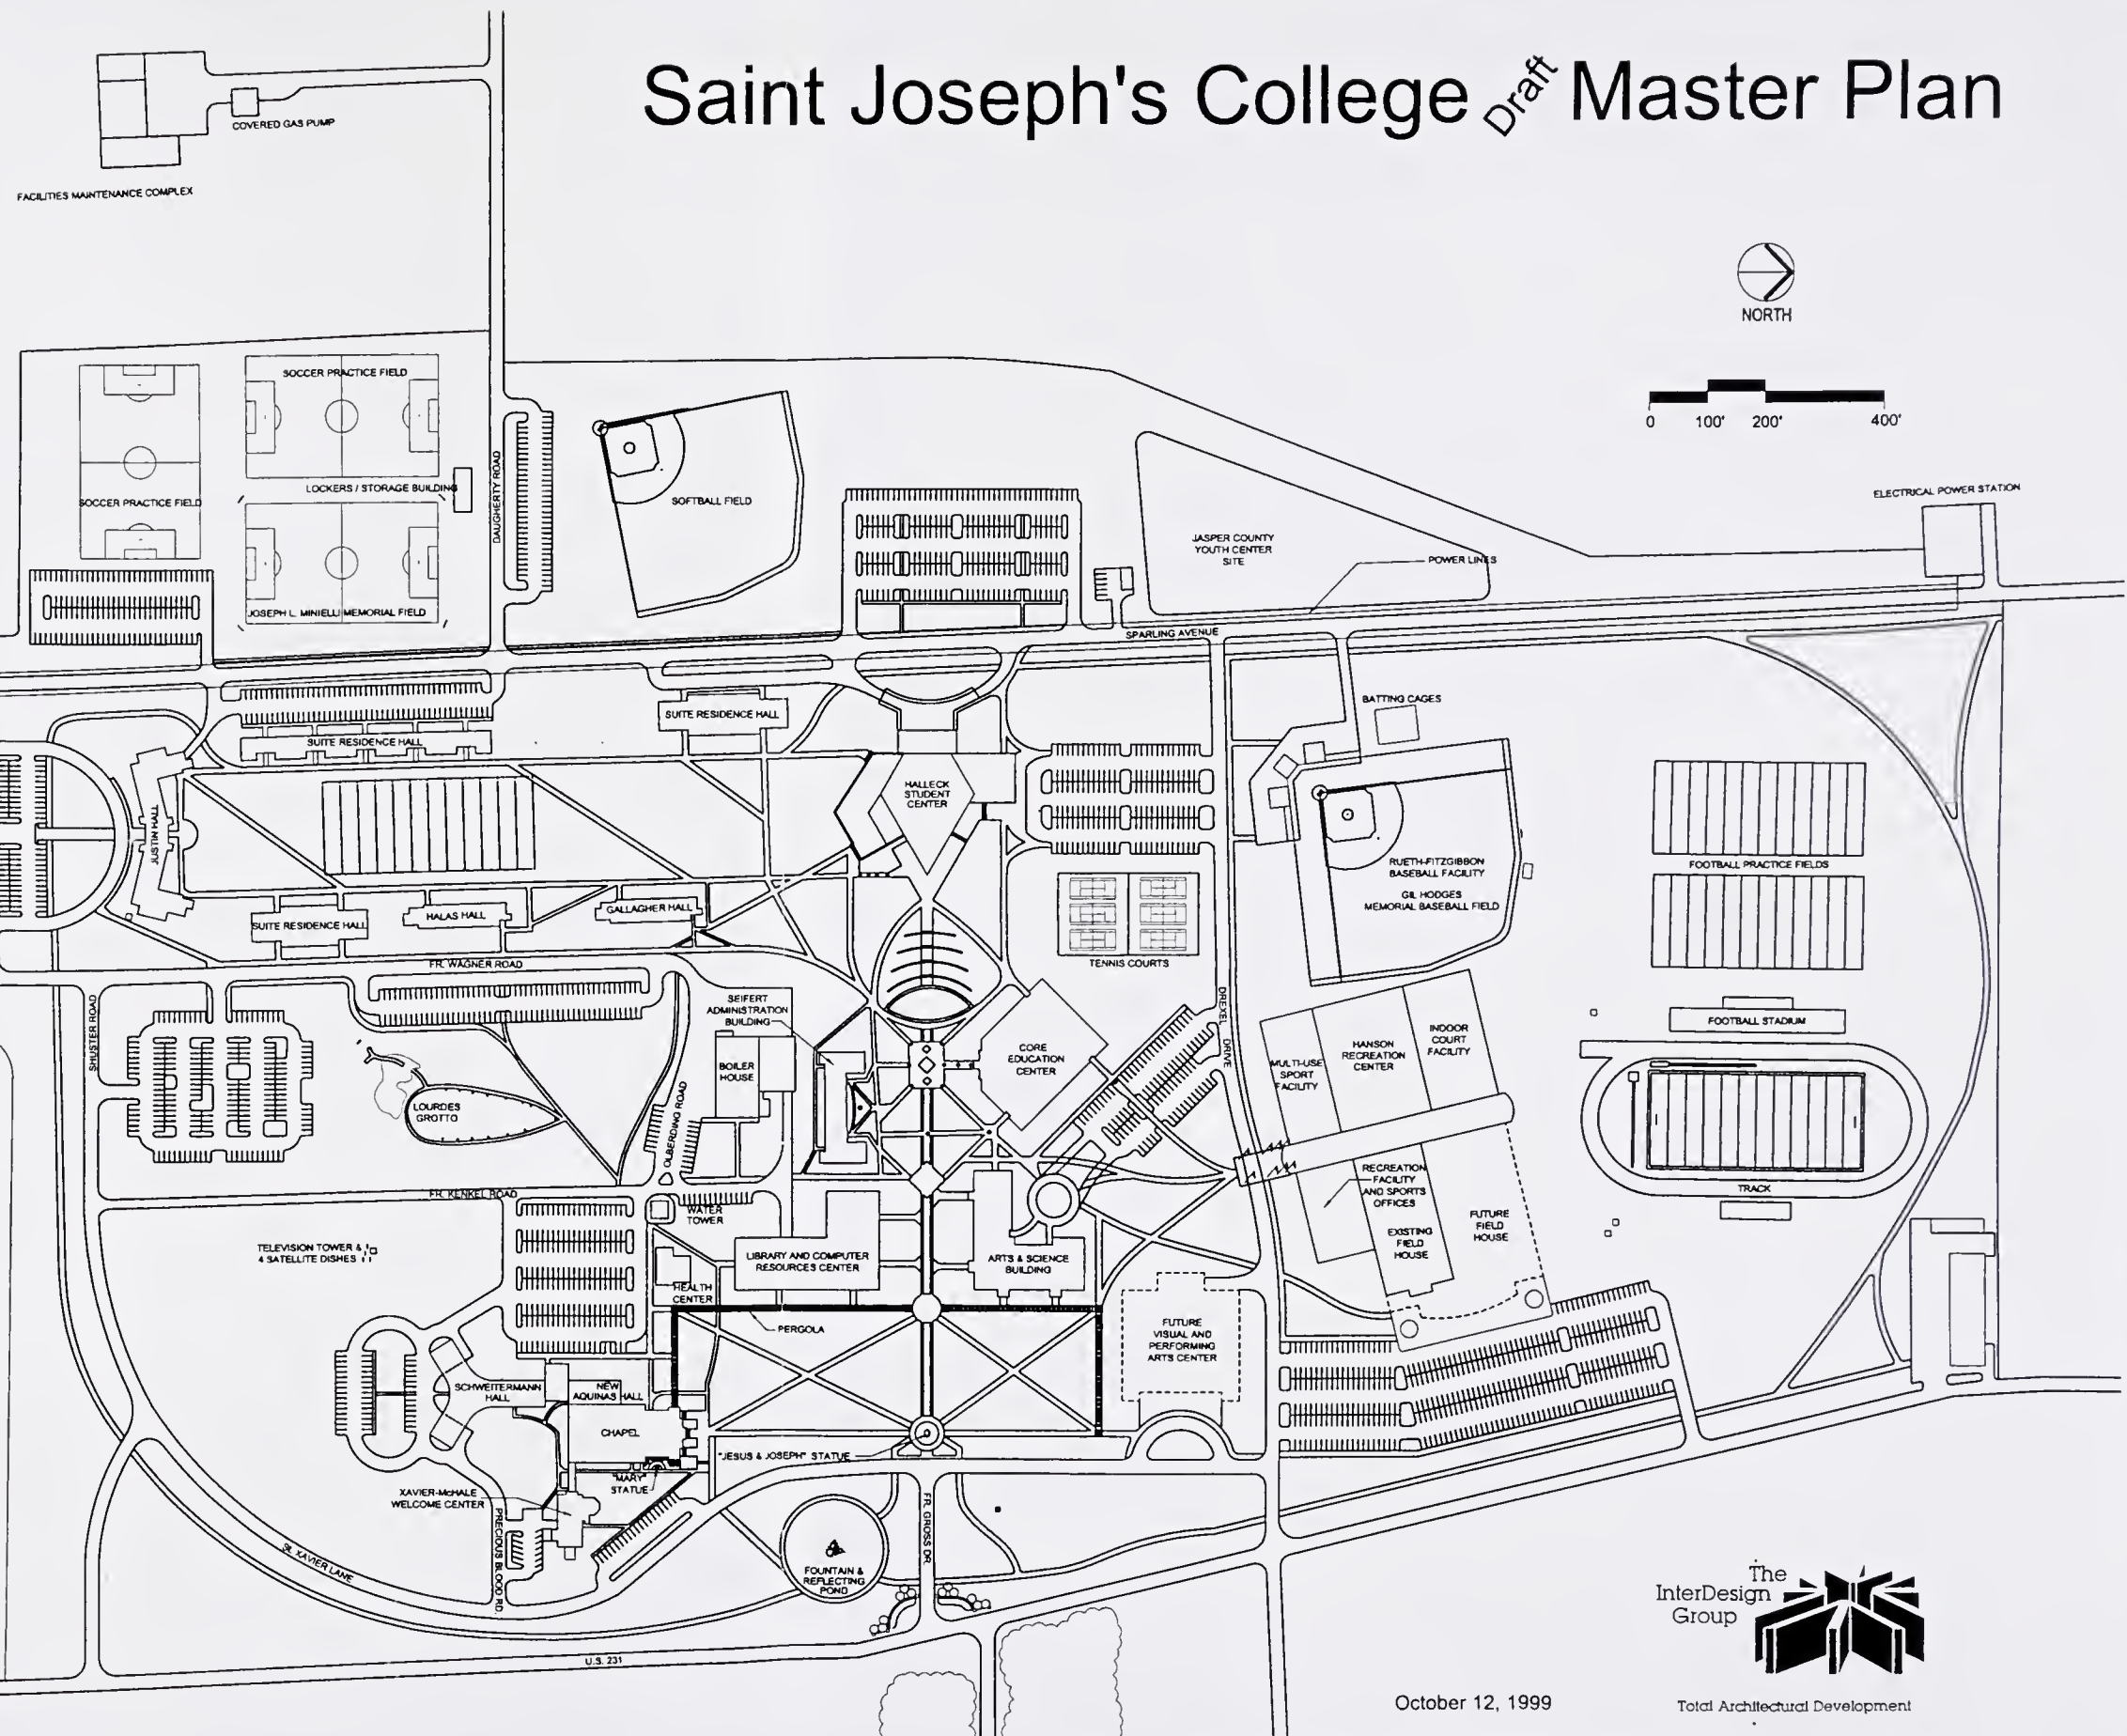 Saint Joseph's College Draft Master Plan
COVERED GAS PUMP
FACILITIES MAINTENANCE COMPLEX
NORTH
0 100' 200' 400'
SOCCER PRACTICE FIELD
SOCCER PRACTICE FIELD
LOCKERS / STORAGE BUILDING
JOSEPH L. MINIELLI MEMORIAL FIELD
DAUGHERTY ROAD
SOFTBALL FIELD
JASPER COUNTY
YOUTH CENTER
SITE
POWER LINES
ELECTRICAL POWER STATION
SPARLING AVENUE
SUITE RESIDENCE HALL
SUITE RESIDENCE HALL
JUSTIN HALL
HALLECK
STUDENT
CENTER
BATTING CAGES
RUETH-FITZGIBBON
BASEBALL FACILITY
GIL HODGES
MEMORIAL BASEBALL FIELD
FOOTBALL PRACTICE FIELDS
SUITE RESIDENCE HALL
HALAS HALL
GALLAGHER HALL
FR. WAGNER ROAD
TENNIS COURTS
SHUSTER ROAD
SEIFERT
ADMINISTRATION
BUILDING
BOILER
HOUSE
CORE
EDUCATION
CENTER
DREXEL DRIVE
MULTI-USE
SPORT
FACILITY
HANSON
RECREATION
CENTER
INDOOR
COURT
FACILITY
FOOTBALL STADIUM
LOURDES
GROTTO
OLBERDING ROAD
TRACK
FR. KENKEL ROAD
WATER
TOWER
RECREATION
FACILITY
AND SPORTS
OFFICES
EXISTING
FIELD
HOUSE
FUTURE
FIELD
HOUSE
TELEVISION TOWER &
4 SATELLITE DISHES
LIBRARY AND COMPUTER
RESOURCES CENTER
ARTS & SCIENCE
BUILDING
HEALTH
CENTER
PERGOLA
FUTURE
VISUAL AND
PERFORMING
ARTS CENTER
SCHWEITERMANN
HALL
NEW
AQUINAS HALL
CHAPEL
"JESUS & JOSEPH" STATUE
"MARY"
STATUE
XAVIER-McHALE
WELCOME CENTER
PRECIOUS BLOOD RD.
St. XAVIER LANE
FOUNTAIN &
REFLECTING
POND
FR. GROSS DR.
U.S. 231
The
InterDesign
Group
October 12, 1999
Total Architectural Development